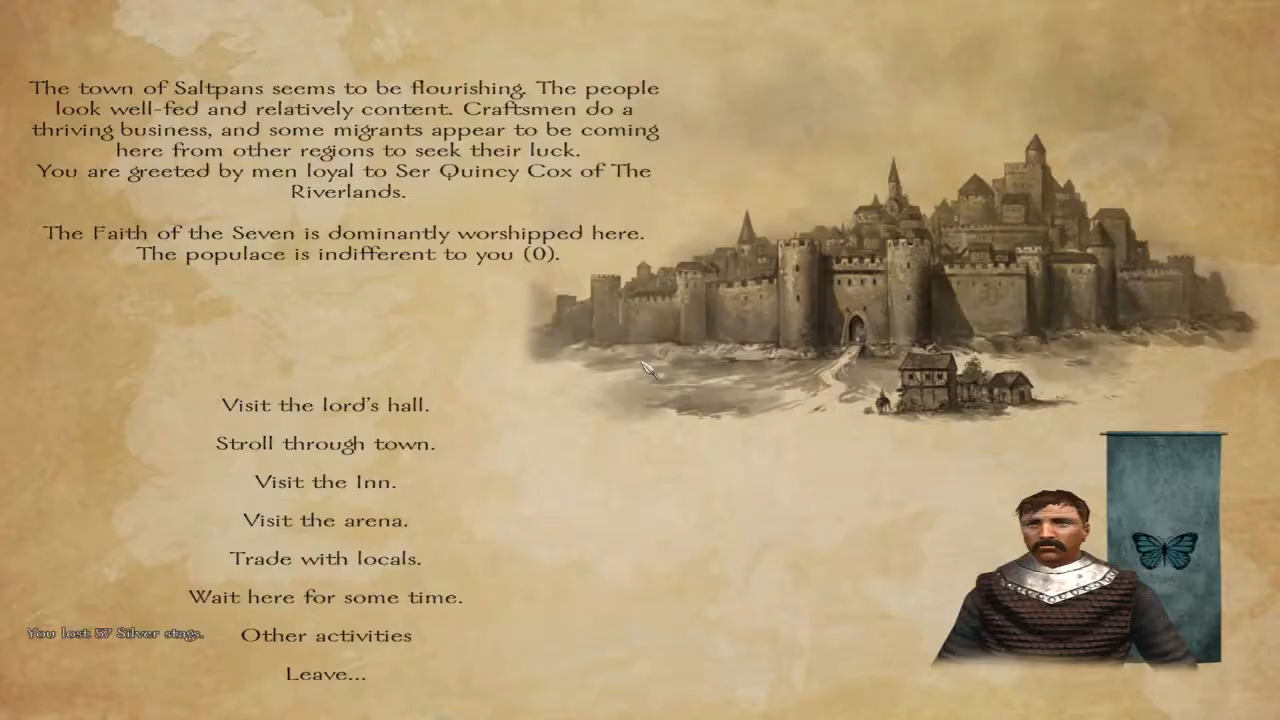 The town of Saltpans seems to be flourishing. The people
look well-fed and relatively content. Craftsmen do a
thriving business, and some migrants appear to be coming
here from other regions to seek their luck.
You are greeted by men loyal to Ser Quincy Cox of The
Riverlands.
The Faith of the Seven is dominantly worshipped here.
The populace is indifferent to you (0).
Visit the lord's hall.
Stroll through town.
Visit the Inn.
Visit the arena.
Trade with locals.
Wait here for some time.
You lost 57 Silver stags.
Other activities
Leave...